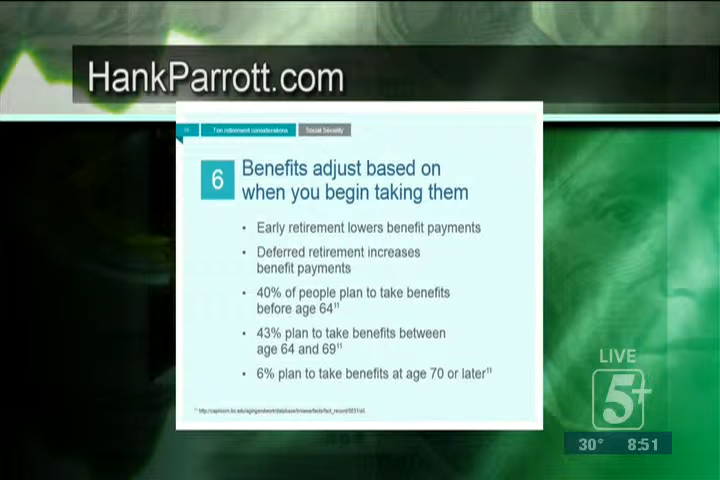 HankParrott.com
Ten retirement considerations
Social Security
6
Benefits adjust based on
when you begin taking them
• Early retirement lowers benefit payments
• Deferred retirement increases
benefit payments
• 40% of people plan to take benefits
before age 64¹¹
• 43% plan to take benefits between
age 64 and 69¹¹
• 6% plan to take benefits at age 70 or later¹¹
LIVE
5+
30° 8:51